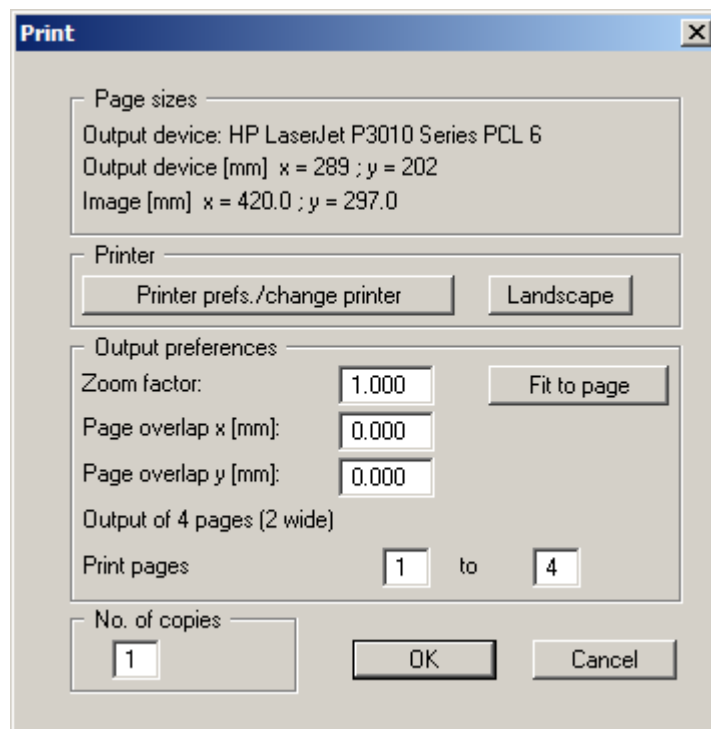 Print
Page sizes
Output device: HP LaserJet P3010 Series PCL 6
Output device [mm]  x = 289 ; y = 202
Image [mm]  x = 420.0 ; y = 297.0
Printer
Printer prefs./change printer
Landscape
Output preferences
Zoom factor: 1.000 Fit to page
Page overlap x [mm]: 0.000
Page overlap y [mm]: 0.000
Output of 4 pages (2 wide)
Print pages 1 to 4
No. of copies
1
OK
Cancel